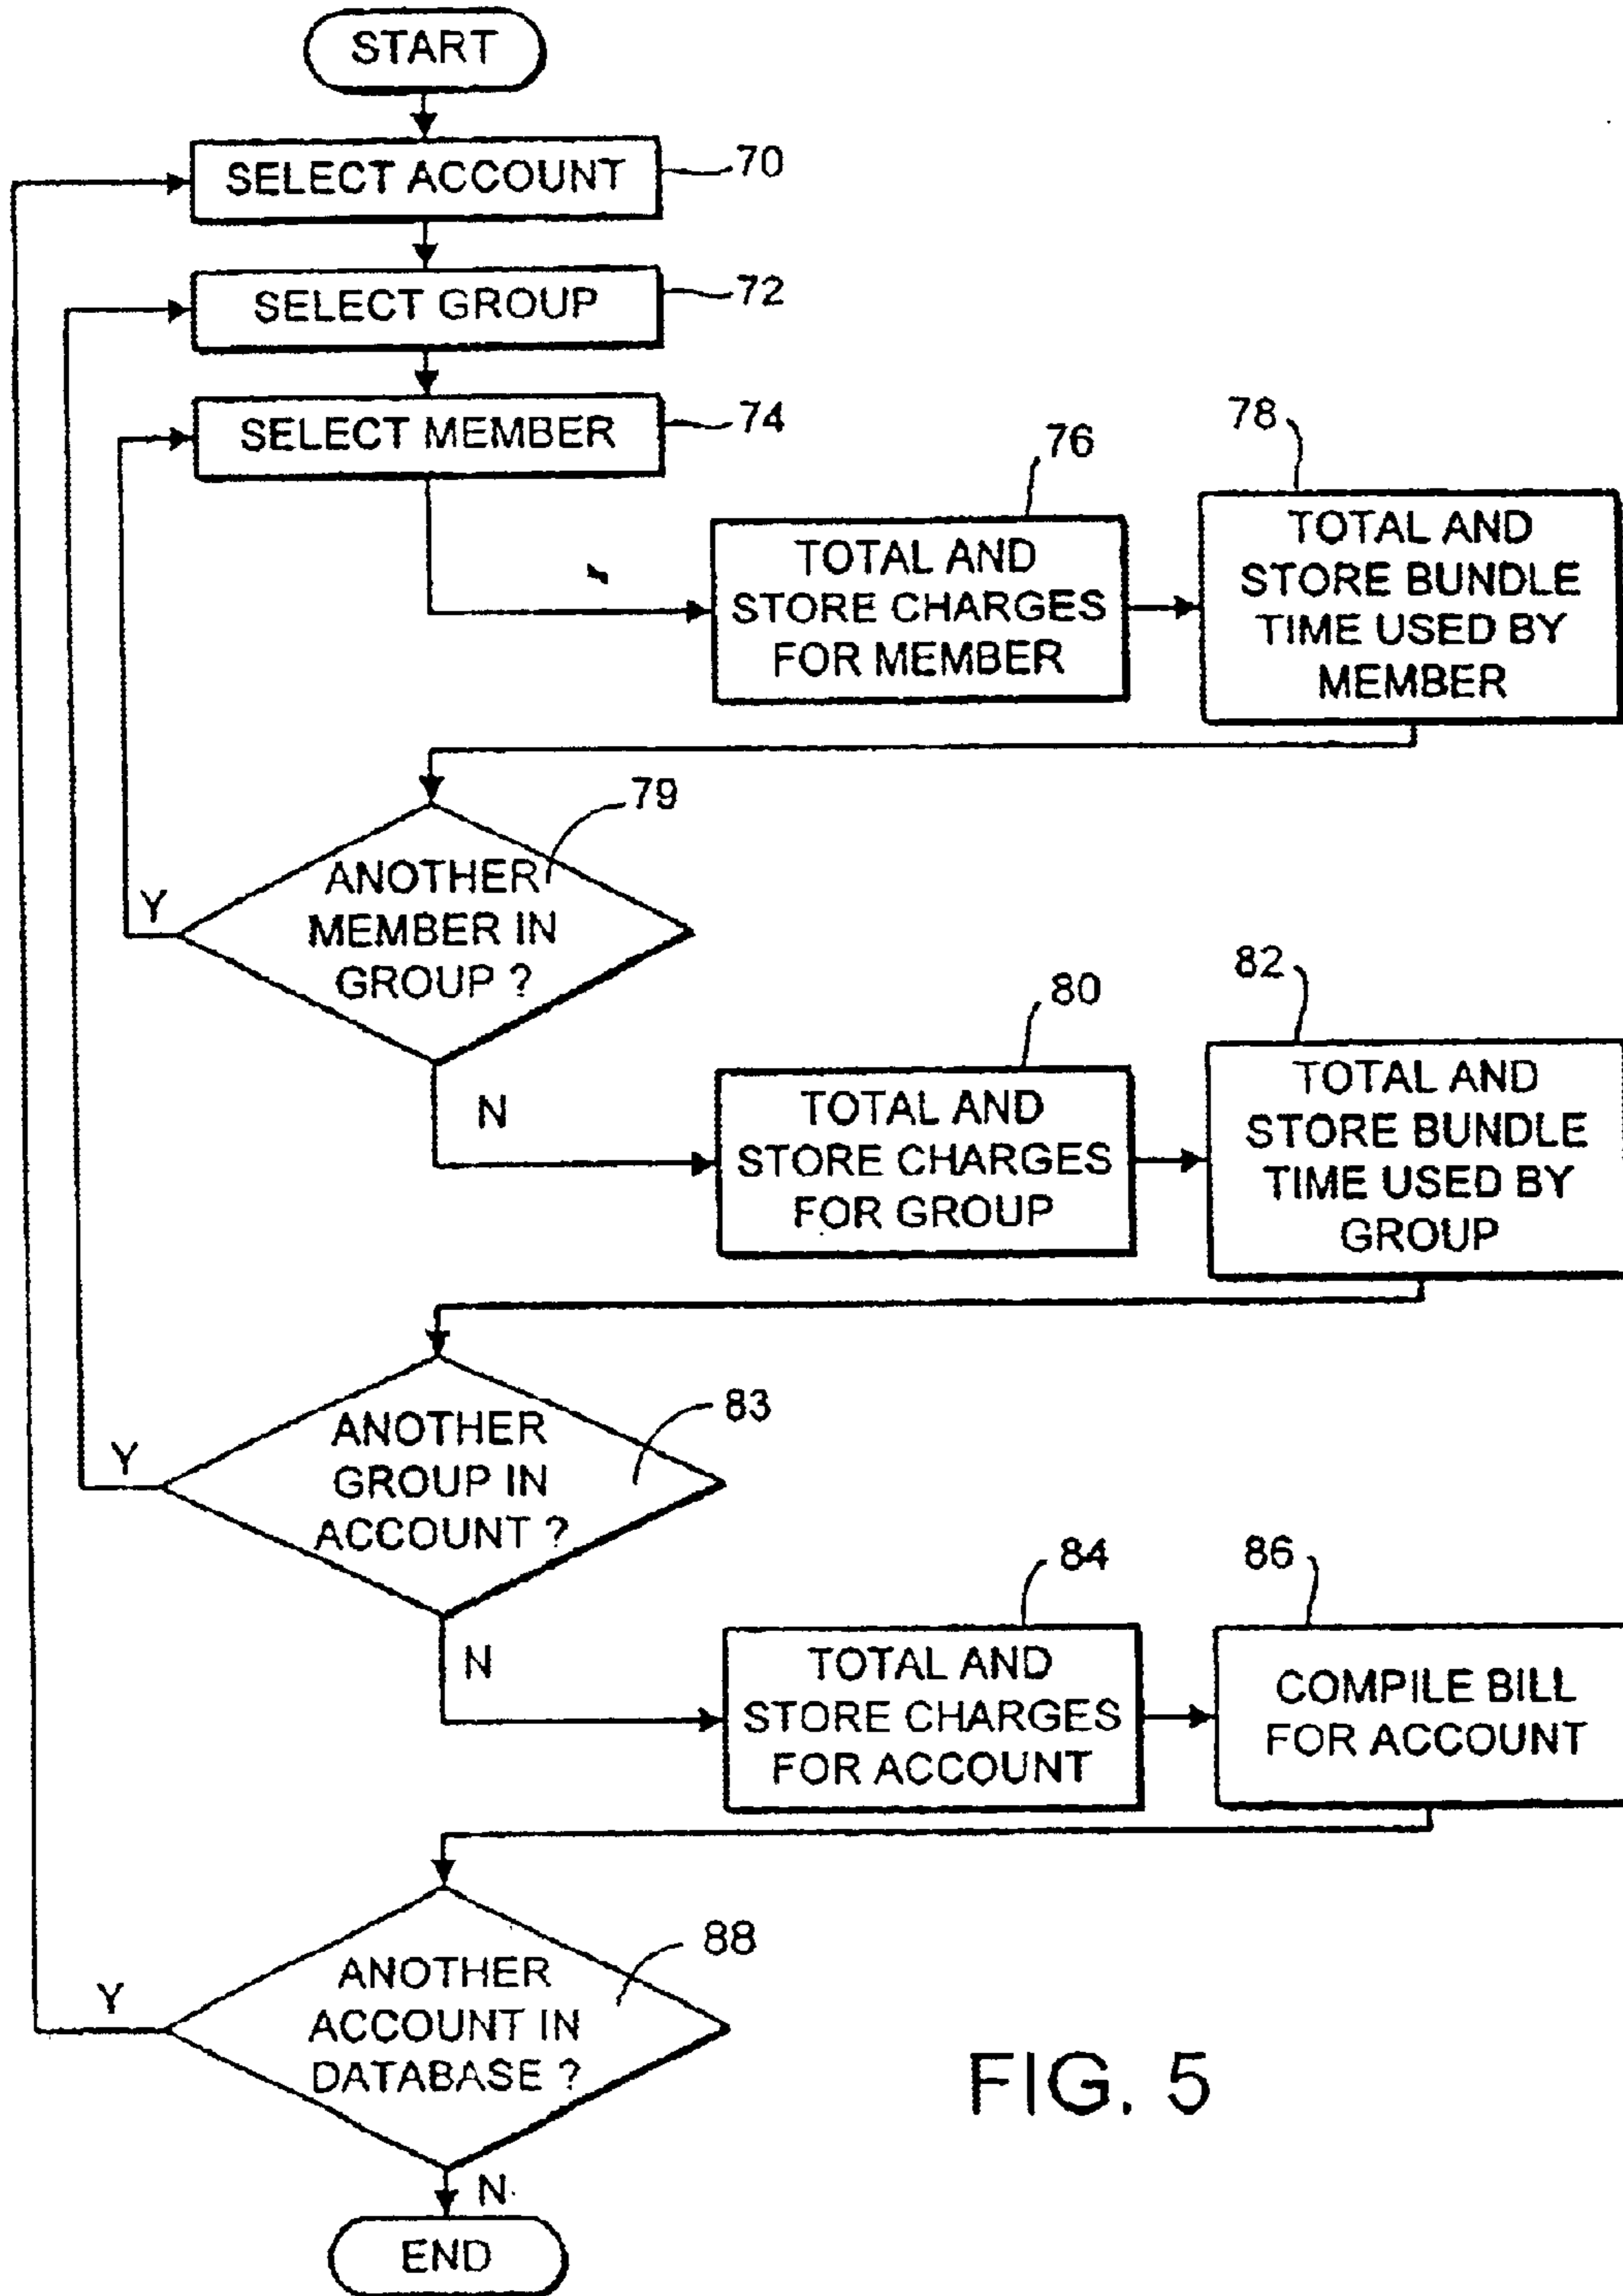 START
SELECT ACCOUNT
70
SELECT GROUP
72
SELECT MEMBER
74
76
TOTAL AND
STORE CHARGES
FOR MEMBER
78
TOTAL AND
STORE BUNDLE
TIME USED BY
MEMBER
79
ANOTHER
MEMBER IN
GROUP ?
Y
N
80
TOTAL AND
STORE CHARGES
FOR GROUP
82
TOTAL AND
STORE BUNDLE
TIME USED BY
GROUP
83
ANOTHER
GROUP IN
ACCOUNT ?
Y
N
84
TOTAL AND
STORE CHARGES
FOR ACCOUNT
86
COMPILE BILL
FOR ACCOUNT
88
ANOTHER
ACCOUNT IN
DATABASE ?
Y
N
END
FIG. 5